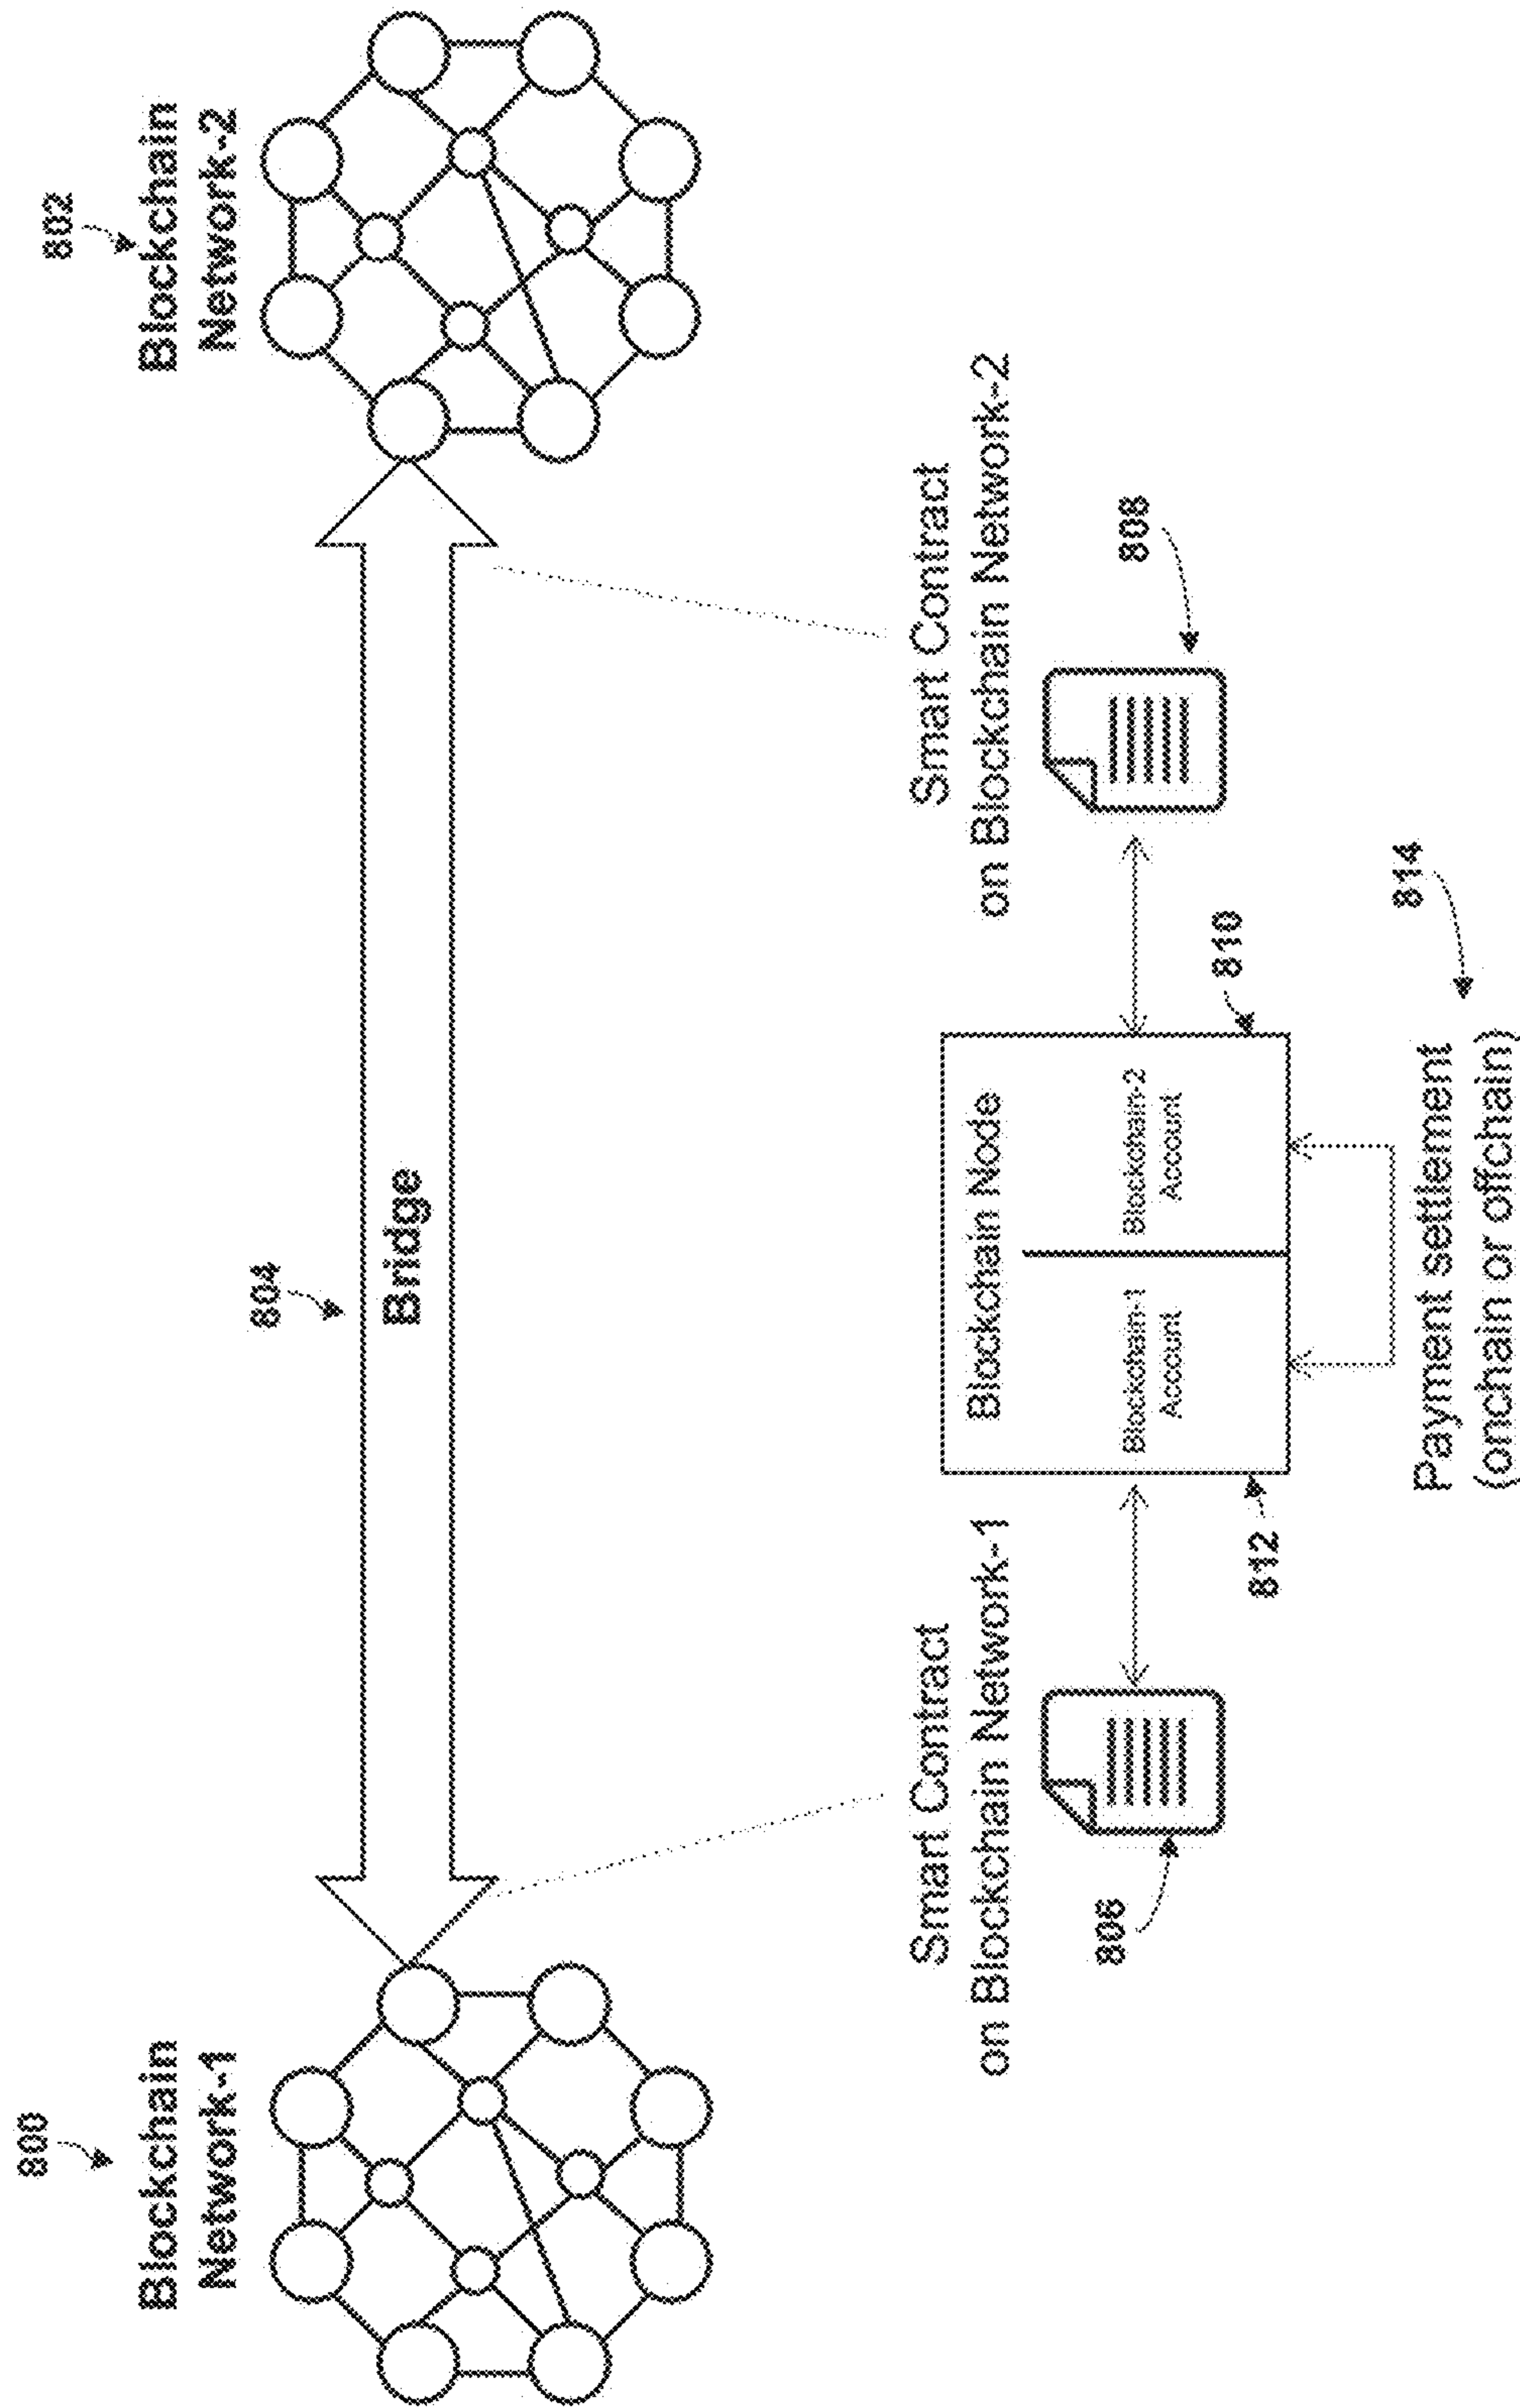 800
Blockchain
Network-1
804
Bridge
802
Blockchain
Network-2
Smart Contract
on Blockchain Network-1
806
Smart Contract
on Blockchain Network-2
808
Blockchain Node
Blockchain-1
Account
Blockchain-2
Account
812
810
Payment settlement
(onchain or offchain)
814